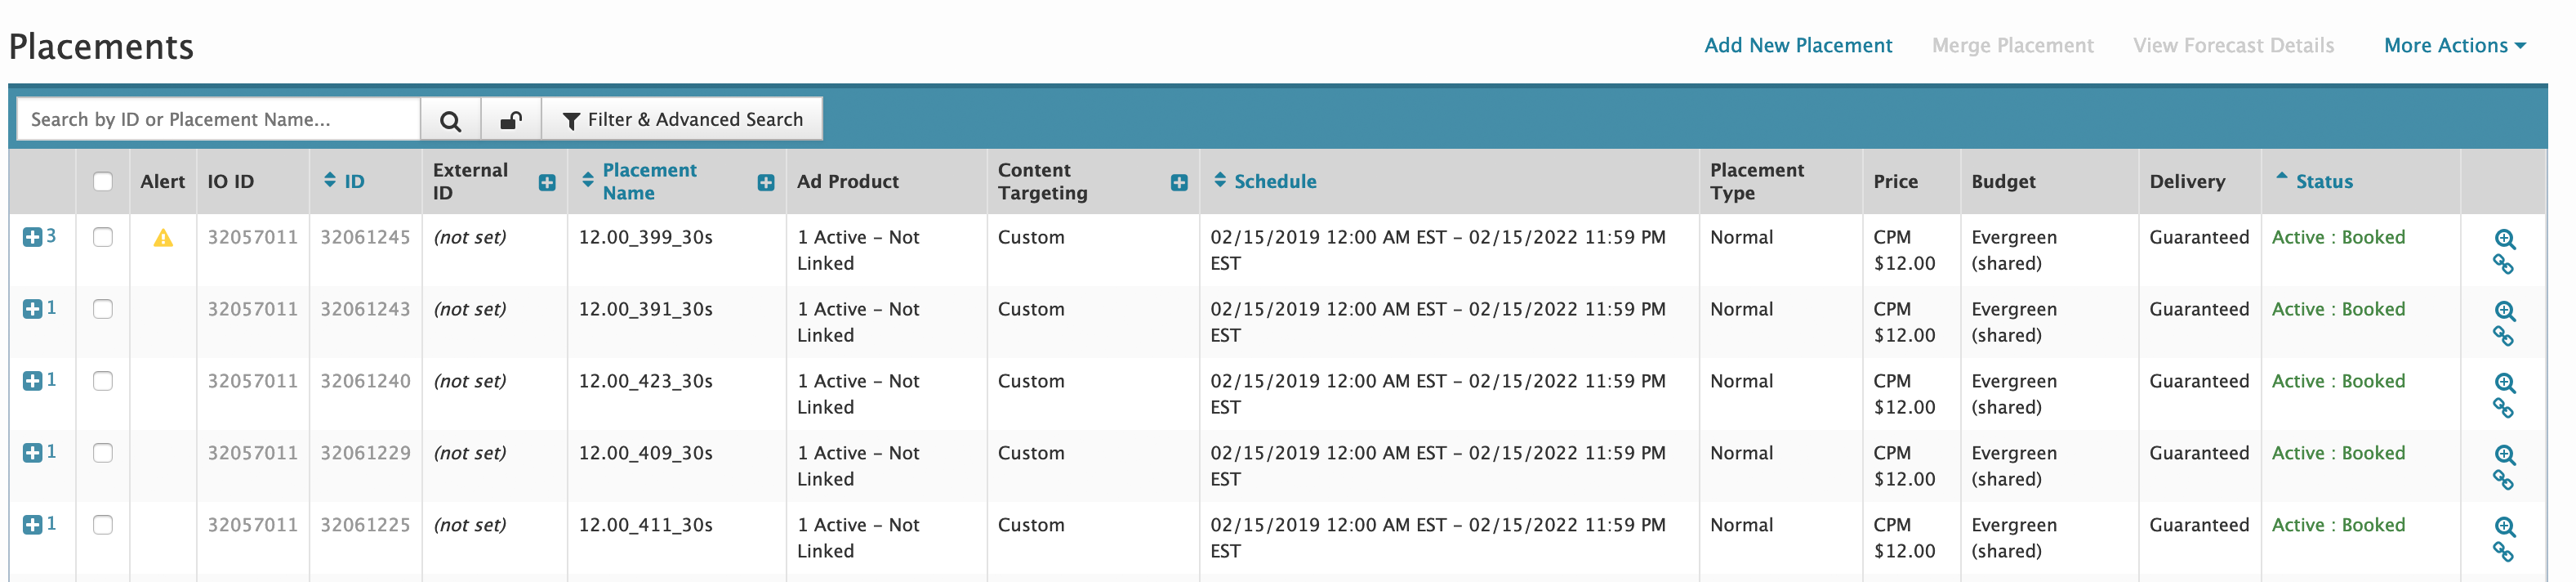 Placements
Add New Placement Merge Placement View Forecast Details More Actions
Search by ID or Placement Name... Filter & Advanced Search
Alert IO ID ID External ID Placement Name Ad Product Content Targeting Schedule Placement Type Price Budget Delivery Status
3 32057011 32061245 (not set) 12.00_399_30s 1 Active – Not Linked Custom 02/15/2019 12:00 AM EST – 02/15/2022 11:59 PM EST Normal CPM $12.00 Evergreen (shared) Guaranteed Active : Booked
1 32057011 32061243 (not set) 12.00_391_30s 1 Active – Not Linked Custom 02/15/2019 12:00 AM EST – 02/15/2022 11:59 PM EST Normal CPM $12.00 Evergreen (shared) Guaranteed Active : Booked
1 32057011 32061240 (not set) 12.00_423_30s 1 Active – Not Linked Custom 02/15/2019 12:00 AM EST – 02/15/2022 11:59 PM EST Normal CPM $12.00 Evergreen (shared) Guaranteed Active : Booked
1 32057011 32061229 (not set) 12.00_409_30s 1 Active – Not Linked Custom 02/15/2019 12:00 AM EST – 02/15/2022 11:59 PM EST Normal CPM $12.00 Evergreen (shared) Guaranteed Active : Booked
1 32057011 32061225 (not set) 12.00_411_30s 1 Active – Not Linked Custom 02/15/2019 12:00 AM EST – 02/15/2022 11:59 PM EST Normal CPM $12.00 Evergreen (shared) Guaranteed Active : Booked